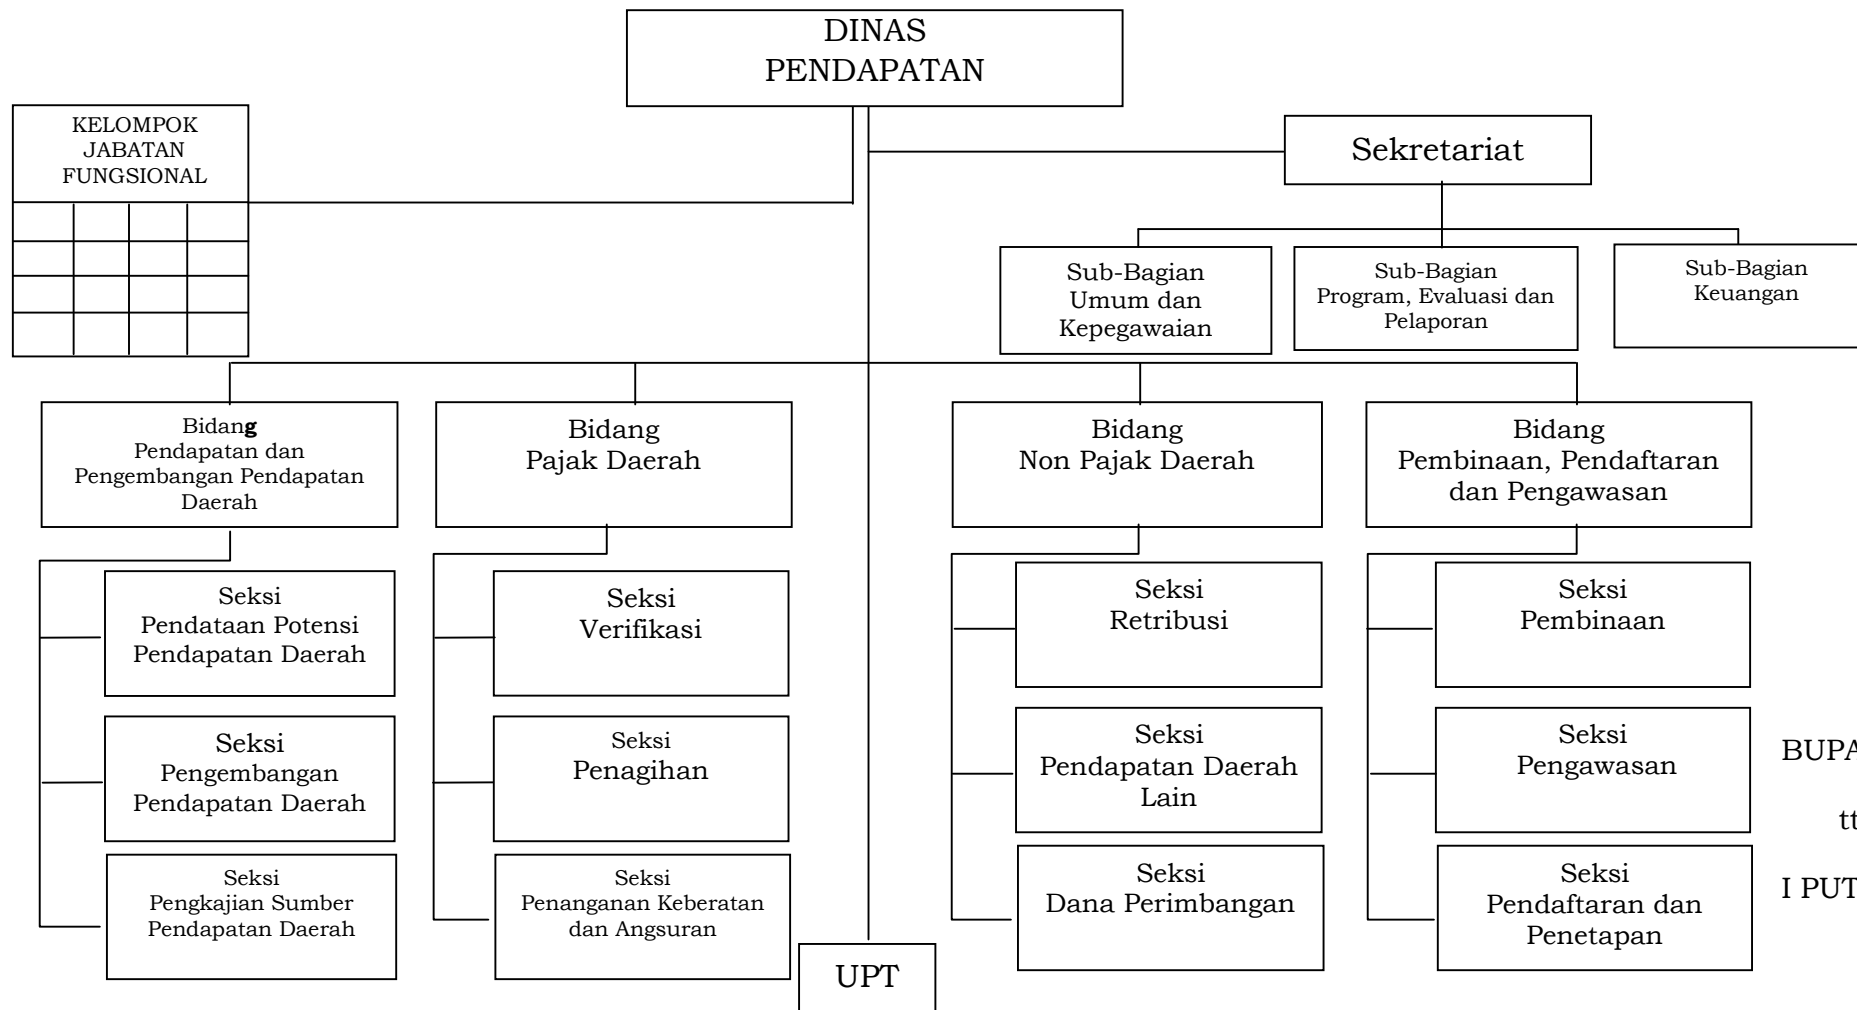 DINAS
PENDAPATAN
KELOMPOK
JABATAN
FUNGSIONAL
Sekretariat
Sub-Bagian
Umum dan
Kepegawaian
Sub-Bagian
Program, Evaluasi dan
Pelaporan
Sub-Bagian
Keuangan
Bidang
Pendapatan dan
Pengembangan Pendapatan
Daerah
Bidang
Pajak Daerah
Bidang
Non Pajak Daerah
Bidang
Pembinaan, Pendaftaran
dan Pengawasan
Seksi
Pendataan Potensi
Pendapatan Daerah
Seksi
Pengembangan
Pendapatan Daerah
Seksi
Pengkajian Sumber
Pendapatan Daerah
Seksi
Verifikasi
Seksi
Penagihan
Seksi
Penanganan Keberatan
dan Angsuran
Seksi
Retribusi
Seksi
Pendapatan Daerah
Lain
Seksi
Dana Perimbangan
Seksi
Pembinaan
Seksi
Pengawasan
Seksi
Pendaftaran dan
Penetapan
UPT
BUPA
tt
I PUT